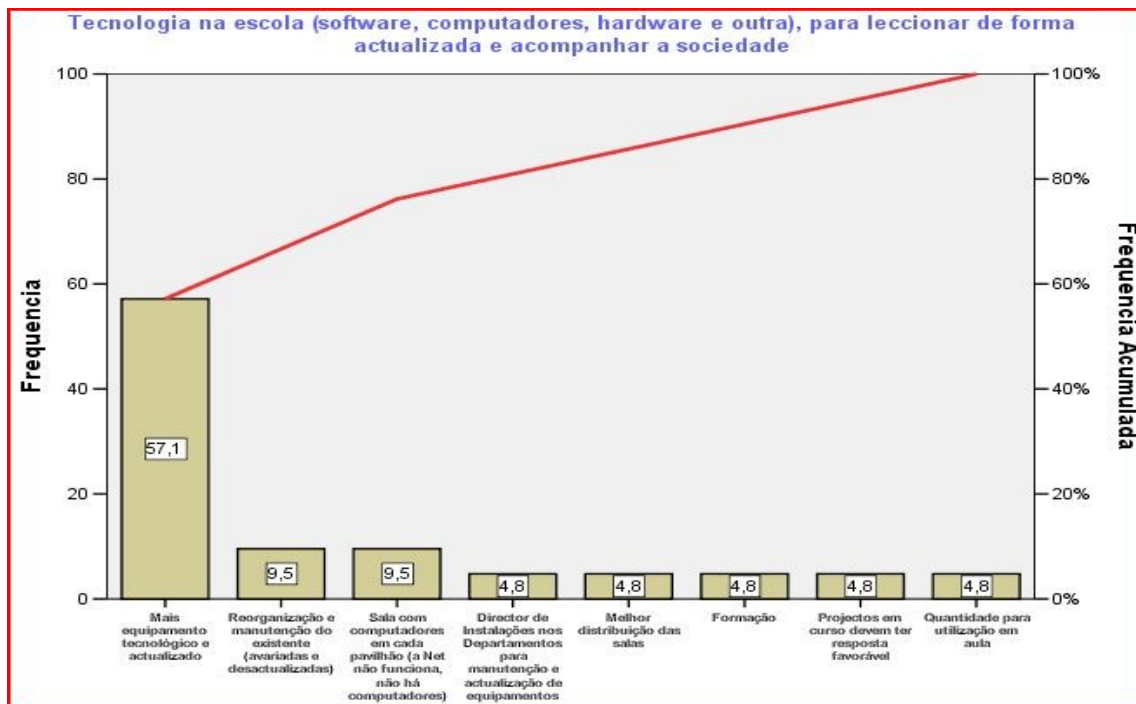 Tecnologia na escola (software, computadores, hardware e outra), para leccionar de forma
actualizada e acompanhar a sociedade
100
80
60
40
20
0
Frequencia
100%
80%
60%
40%
20%
0%
Frequencia Acumulada
57,1
9,5
9,5
4,8
4,8
4,8
4,8
4,8
Mais
equipamento
tecnológico e
actualizado
Reorganização e
manutenção do
existente
(avariadas e
desactualizadas)
Sala com
computadores
em cada
pavilhão (a Net
não funciona,
não há
computadores)
Director de
Instalações nos
Departamentos
para
manutenção e
actualização de
equipamentos
Melhor
distribuição das
salas
Formação
Projectos em
curso devem ter
resposta
favorável
Quantidade para
utilização em
aula